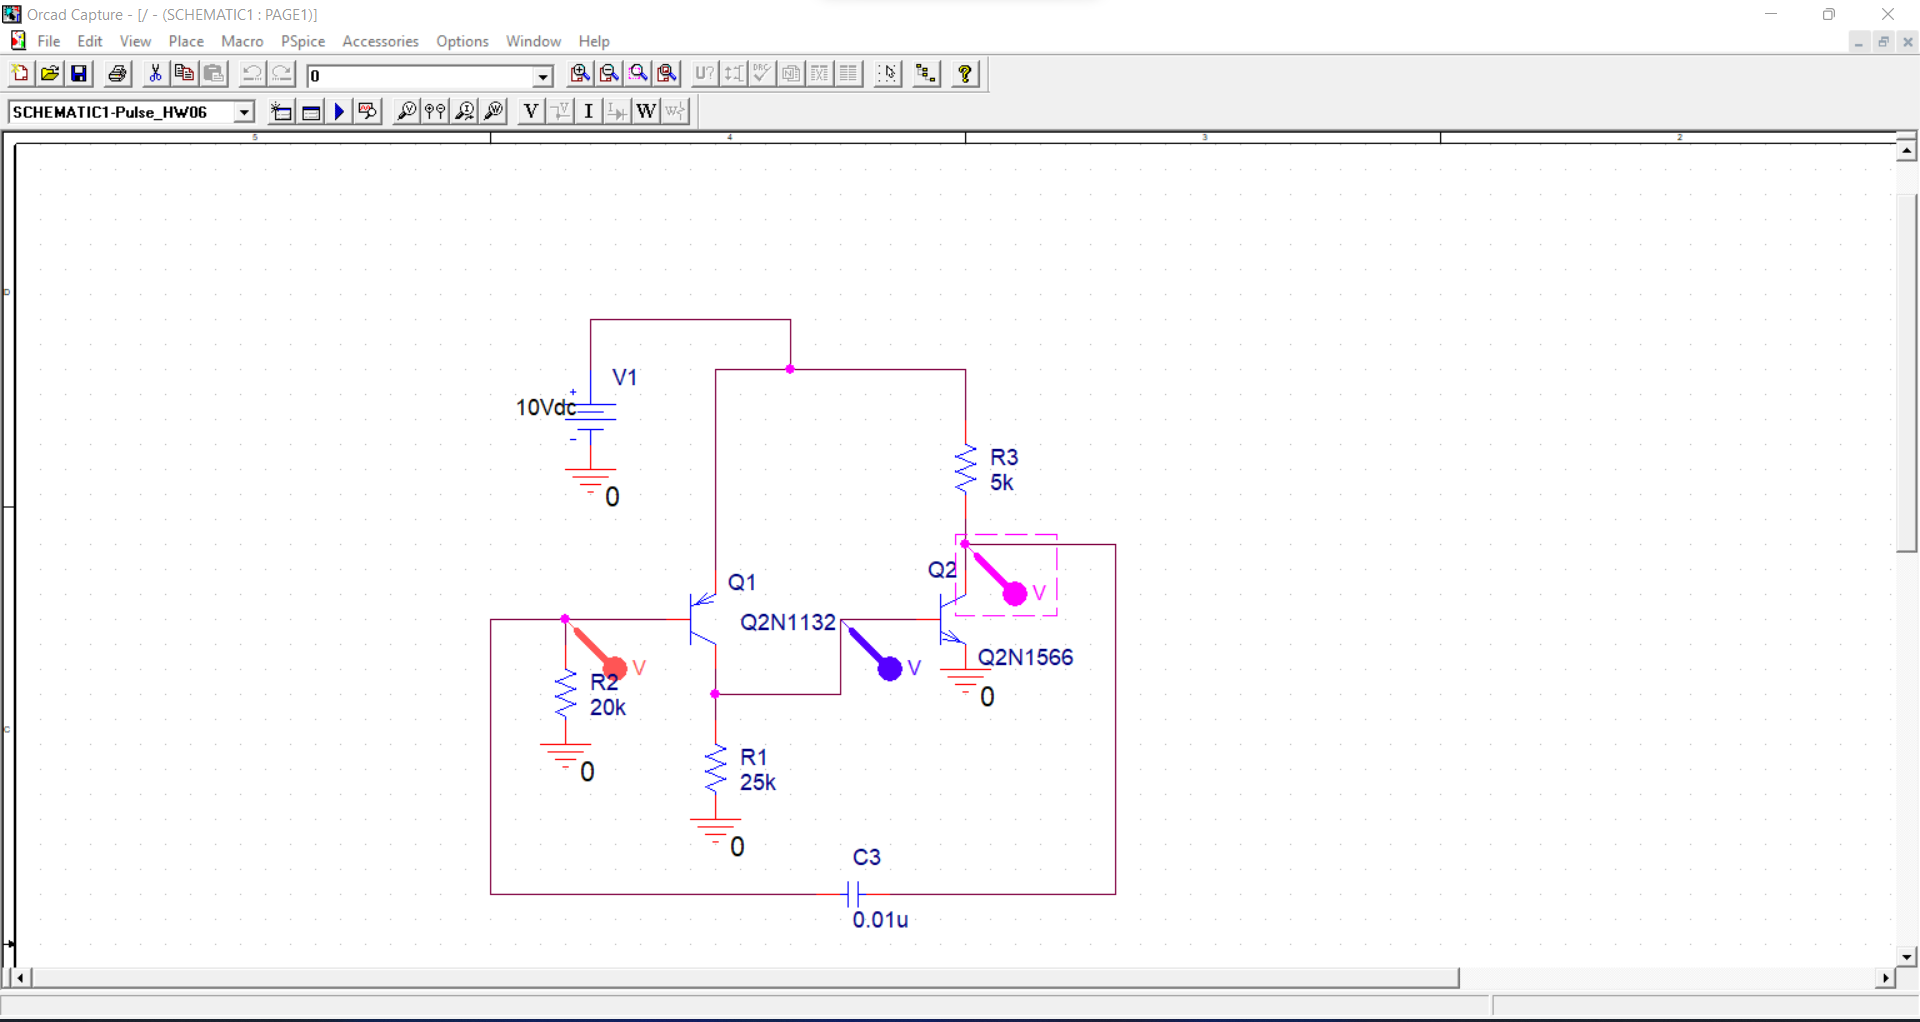 Orcad Capture - [/ - (SCHEMATIC1 : PAGE1)]
File Edit View Place Macro PSpice Accessories Options Window Help
0
U? DRC
SCHEMATIC1-Pulse_HW06
V V I I W W
5 4 3 2
D
V1
+
10Vdc
-
0
R3
5k
Q2
V
Q1
Q2N1132
V
V
Q2N1566
0
R2
20k
0
R1
25k
0
C
C3
0.01u